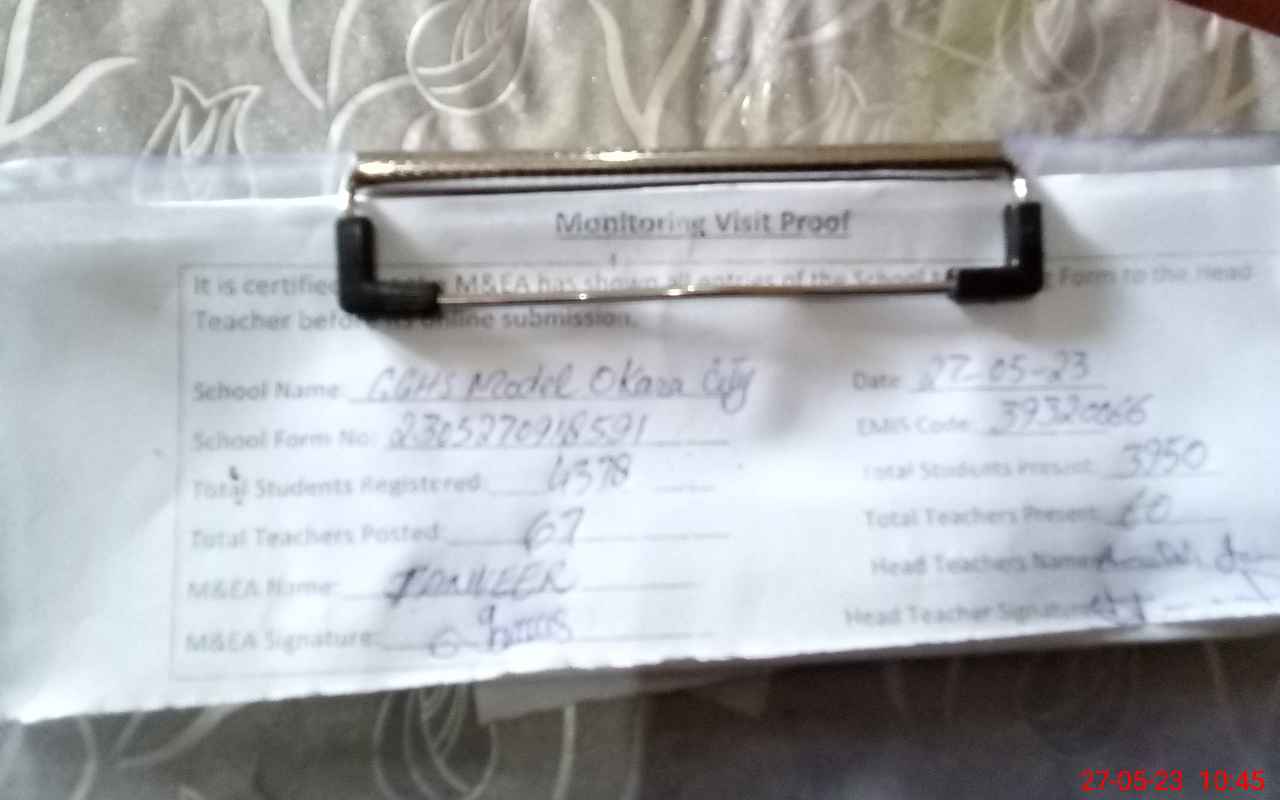 Monitoring Visit Proof
It is certified M&EA has shown all entries of the School Form to the Head
Teacher before online submission.
School Name: GGHS Model Okara City Date: 27-05-23
School Form No: 2305270918591 EMIS Code: 39320066
Total Students Registered: 4378 Total Students Present: 3950
Total Teachers Posted: 67 Total Teachers Present: 60
M&EA Name: TANVEER Head Teachers Name:
M&EA Signature: Head Teacher Signature:
27-05-23 10:45